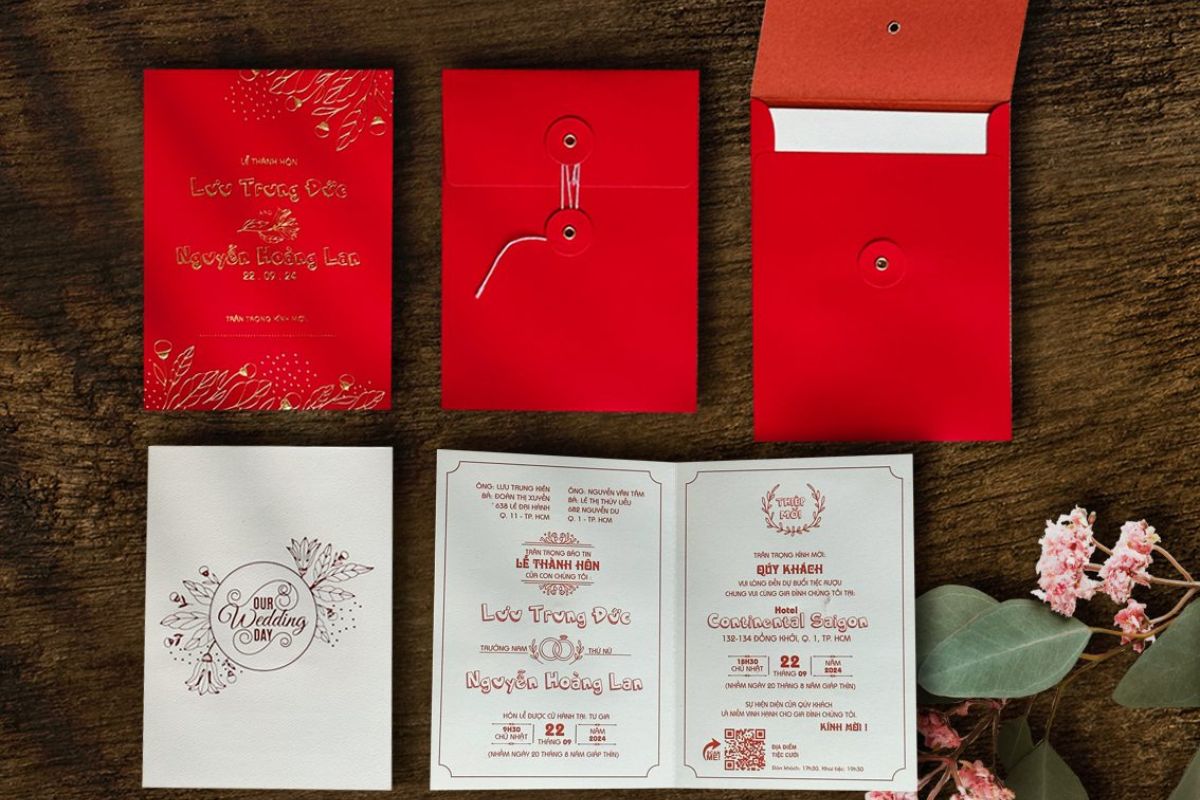 LỄ THÀNH HÔN
Lưu Trung Đức
AND
Nguyễn Hoàng Lan
22 . 09 . 24
TRÂN TRỌNG KÍNH MỜI
OUR
Wedding
DAY
ÔNG: LƯU TRUNG KIÊN
BÀ: ĐOÀN THỊ XUYẾN
638 LÊ ĐẠI HÀNH
Q. 11 - TP. HCM
ÔNG: NGUYỄN VĂN TÂM
BÀ: LÊ THỊ THÚY LIỄU
682 NGUYỄN DU
Q. 1 - TP. HCM
TRÂN TRỌNG BÁO TIN
LỄ THÀNH HÔN
CỦA CON CHÚNG TÔI :
Lưu Trung Đức
TRƯỞNG NAM
THỨ NỮ
Nguyễn Hoàng Lan
HÔN LỄ ĐƯỢC CỬ HÀNH TẠI: TƯ GIA
9H30
CHỦ NHẬT
22
THÁNG 09
NĂM
2024
(NHẰM NGÀY 20 THÁNG 8 NĂM GIÁP THÌN)
THIỆP
MỜI
TRÂN TRỌNG KÍNH MỜI:
QUÝ KHÁCH
VUI LÒNG ĐẾN DỰ BUỔI TIỆC RƯỢU
CHUNG VUI CÙNG GIA ĐÌNH CHÚNG TÔI TẠI:
Hotel
Continental Saigon
132-134 ĐỒNG KHỞI, Q. 1, TP. HCM
18H30
CHỦ NHẬT
22
THÁNG 09
NĂM
2024
(NHẰM NGÀY 20 THÁNG 8 NĂM GIÁP THÌN)
SỰ HIỆN DIỆN CỦA QUÝ KHÁCH
LÀ NIỀM VINH HẠNH CHO GIA ĐÌNH CHÚNG TÔI.
KÍNH MỜI !
ME!
ĐỊA ĐIỂM
TIỆC CƯỚI
Đón khách: 17h30. Khai tiệc: 19h30